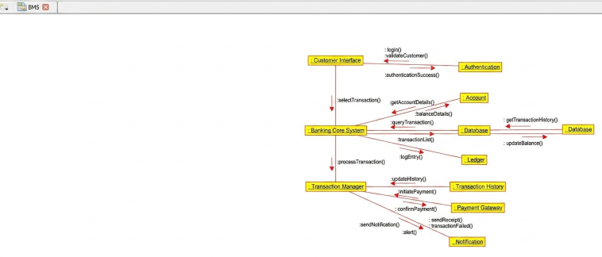 BMS
: login()
:validateCustomer()
: Customer Interface
: Authentication
:authenticationSuccess()
:selectTransaction()
:getAccountDetails()
: Account
:balanceDetails()
:queryTransaction()
: getTransactionHistory()
: Banking Core System
: Database
: Database
:transactionList()
: updateBalance()
:logEntry()
: Ledger
:processTransaction()
:updateHistory()
: Transaction Manager
: Transaction History
:initiatePayment()
: confirmPayment()
: Payment Gateway
: sendReceipt()
:sendNotification()
: transactionFailed()
:alert()
: Notification